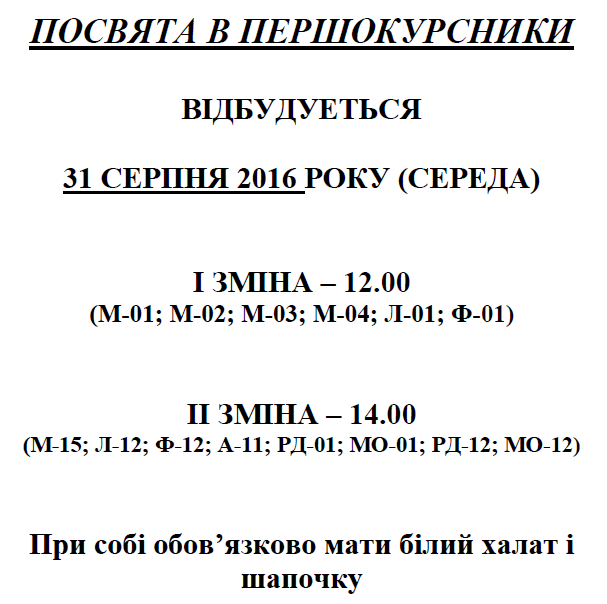 ПОСВЯТА В ПЕРШОКУРСНИКИ
ВІДБУДУЕТЬСЯ
31 СЕРПНЯ 2016 РОКУ (СЕРЕДА)
І ЗМІНА – 12.00
(М-01; М-02; М-03; М-04; Л-01; Ф-01)
ІІ ЗМІНА – 14.00
(М-15; Л-12; Ф-12; А-11; РД-01; МО-01; РД-12; МО-12)
При собі обов’язково мати білий халат і
шапочку